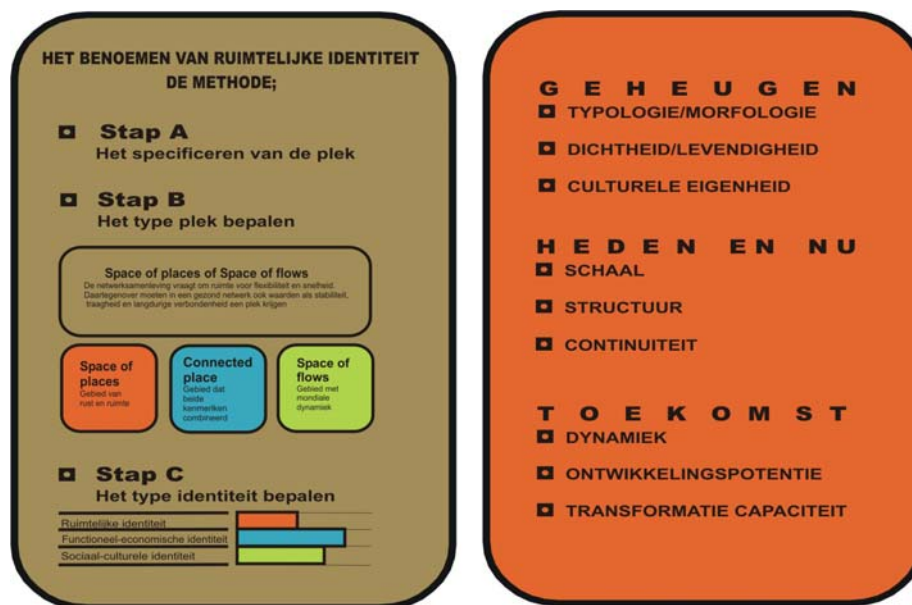 HET BENOEMEN VAN RUIMTELIJKE IDENTITEIT
DE METHODE;
Stap A
Het specificeren van de plek
Stap B
Het type plek bepalen
Space of places of Space of flows
De netwerksamenleving vraagt om ruimte voor flexibiliteit en snelheid.
Daartegenover moeten in een gezond netwerk ook waarden als stabiliteit,
traagheid en langdurige verbondenheid een plek krijgen
Space of
places
Gebied van
rust en ruimte
Connected
place
Gebied dat
beide
kenmerken
combineerd
Space of
flows
Gebied met
mondiale
dynamiek
Stap C
Het type identiteit bepalen
Ruimtelijke identiteit
Functioneel-economische identiteit
Sociaal-culturele identiteit
GEHEUGEN
TYPOLOGIE/MORFOLOGIE
DICHTHEID/LEVENDIGHEID
CULTURELE EIGENHEID
HEDEN EN NU
SCHAAL
STRUCTUUR
CONTINUITEIT
TOEKOMST
DYNAMIEK
ONTWIKKELINGSPOTENTIE
TRANSFORMATIE CAPACITEIT